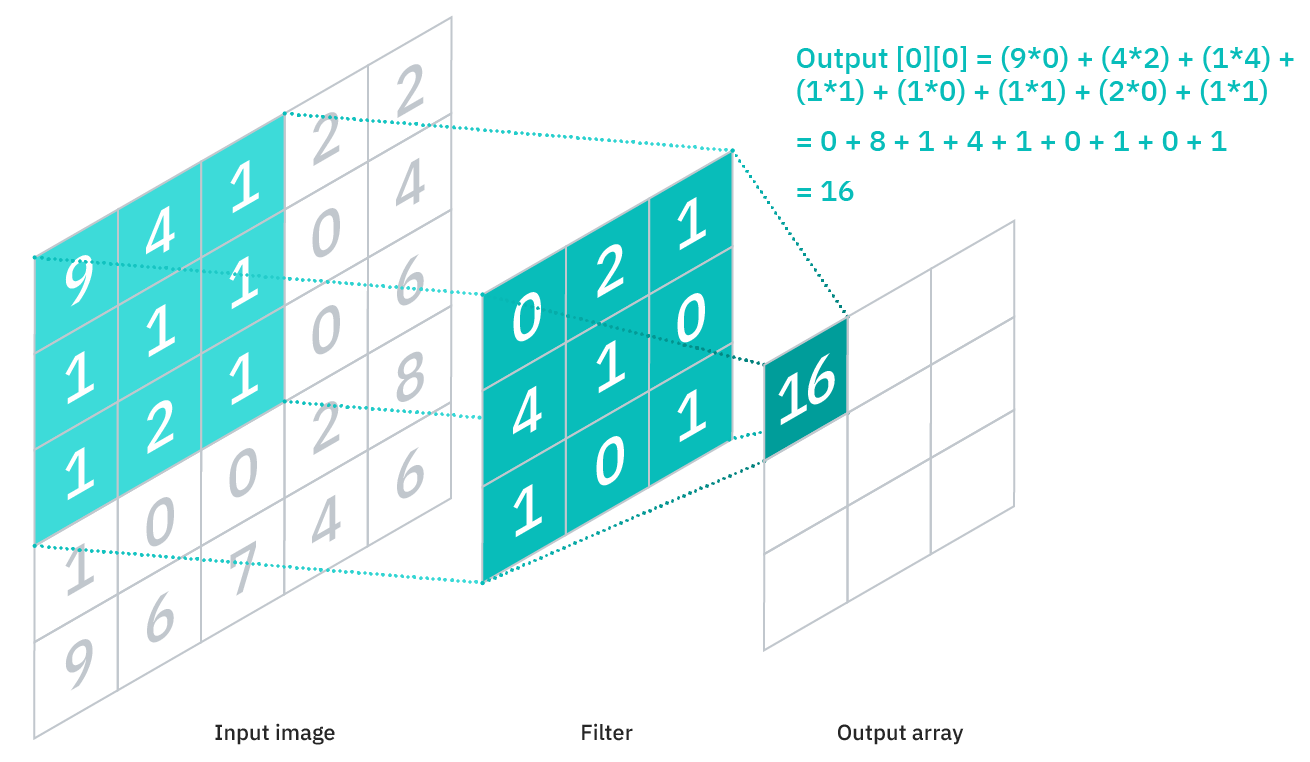 Output [0][0] = (9*0) + (4*2) + (1*4) +
(1*1) + (1*0) + (1*1) + (2*0) + (1*1)
= 0 + 8 + 1 + 4 + 1 + 0 + 1 + 0 + 1
= 16
9 4 1 2 2
1 1 1 0 4
1 2 1 0 6
1 0 0 2 8
9 6 7 4 6
0 2 1
4 1 0
1 0 1
16
Input image
Filter
Output array